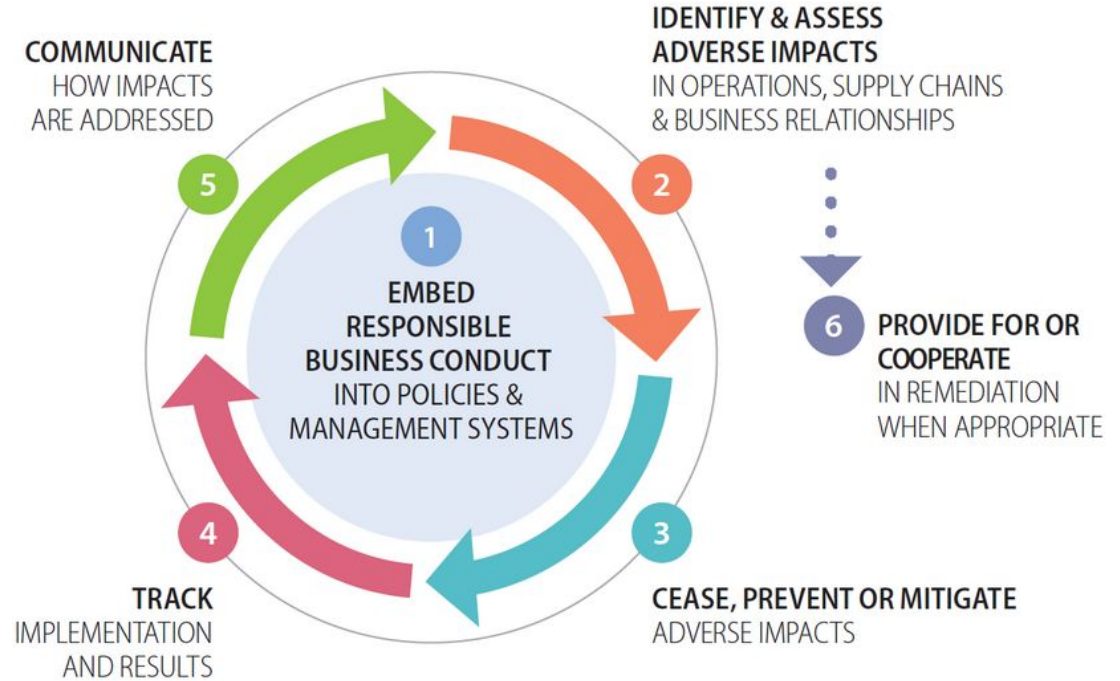 1
EMBED
RESPONSIBLE
BUSINESS CONDUCT
INTO POLICIES &
MANAGEMENT SYSTEMS
2
IDENTIFY & ASSESS
ADVERSE IMPACTS
IN OPERATIONS, SUPPLY CHAINS
& BUSINESS RELATIONSHIPS
3
CEASE, PREVENT OR MITIGATE
ADVERSE IMPACTS
4
TRACK
IMPLEMENTATION
AND RESULTS
5
COMMUNICATE
HOW IMPACTS
ARE ADDRESSED
6
PROVIDE FOR OR
COOPERATE
IN REMEDIATION
WHEN APPROPRIATE